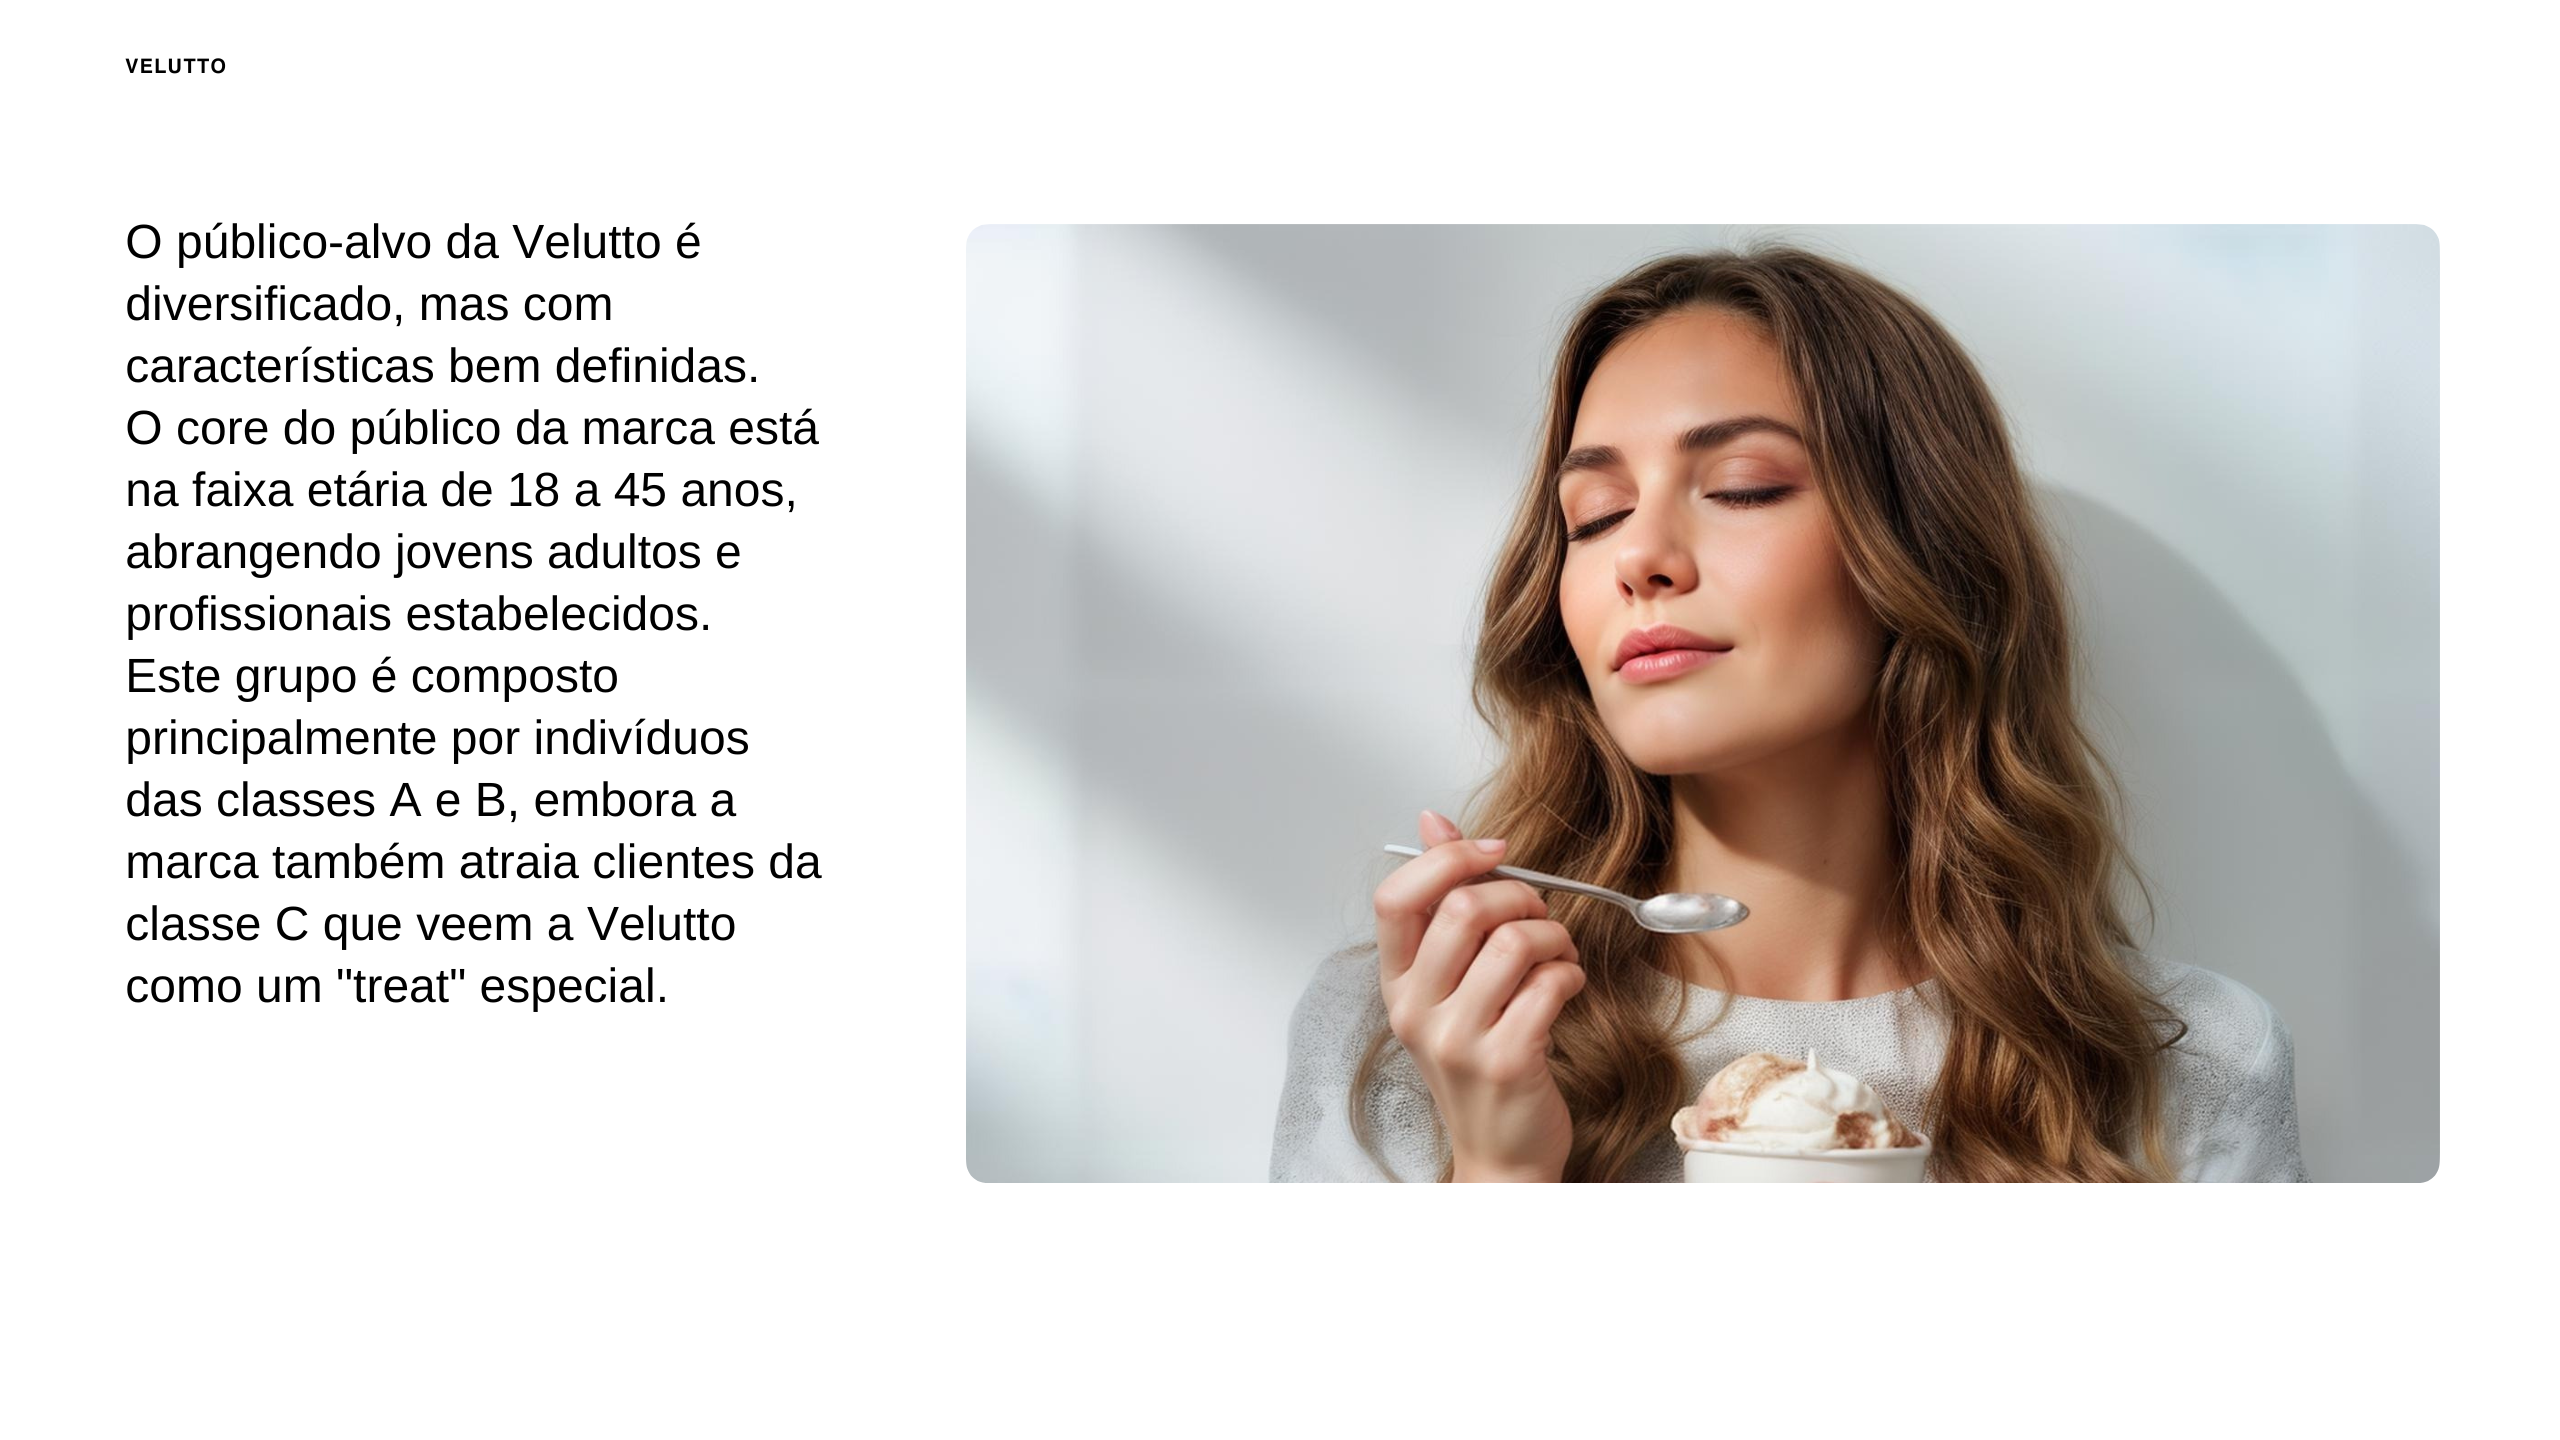 VELUTTO
O público-alvo da Velutto é
diversificado, mas com
características bem definidas.
O core do público da marca está
na faixa etária de 18 a 45 anos,
abrangendo jovens adultos e
profissionais estabelecidos.
Este grupo é composto
principalmente por indivíduos
das classes A e B, embora a
marca também atraia clientes da
classe C que veem a Velutto
como um "treat" especial.